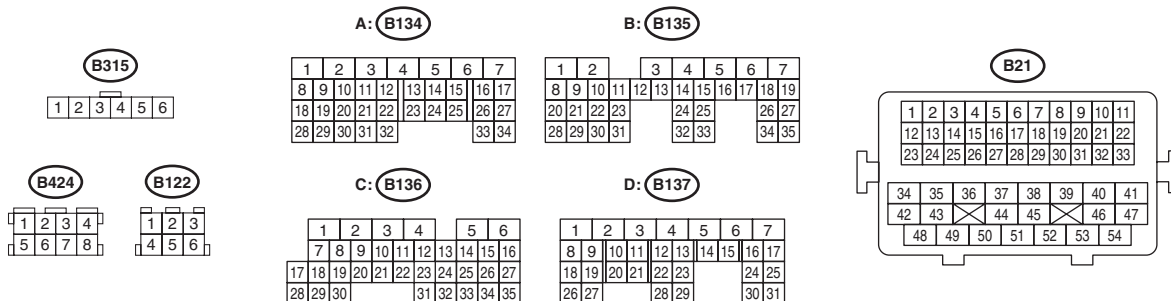 B315
1 2 3 4 5 6
B424
1 2 3 4
5 6 7 8
B122
1 2 3
4 5 6
A: B134
1 2 3 4 5 6 7
8 9 10 11 12 13 14 15 16 17
18 19 20 21 22 23 24 25 26 27
28 29 30 31 32 33 34
B: B135
1 2 3 4 5 6 7
8 9 10 11 12 13 14 15 16 17 18 19
20 21 22 23 24 25 26 27
28 29 30 31 32 33 34 35
C: B136
1 2 3 4 5 6
7 8 9 10 11 12 13 14 15 16
17 18 19 20 21 22 23 24 25 26 27
28 29 30 31 32 33 34 35
D: B137
1 2 3 4 5 6 7
8 9 10 11 12 13 14 15 16 17
18 19 20 21 22 23 24 25
26 27 28 29 30 31
B21
1 2 3 4 5 6 7 8 9 10 11
12 13 14 15 16 17 18 19 20 21 22
23 24 25 26 27 28 29 30 31 32 33
34 35 36 37 38 39 40 41
42 43 44 45 46 47
48 49 50 51 52 53 54